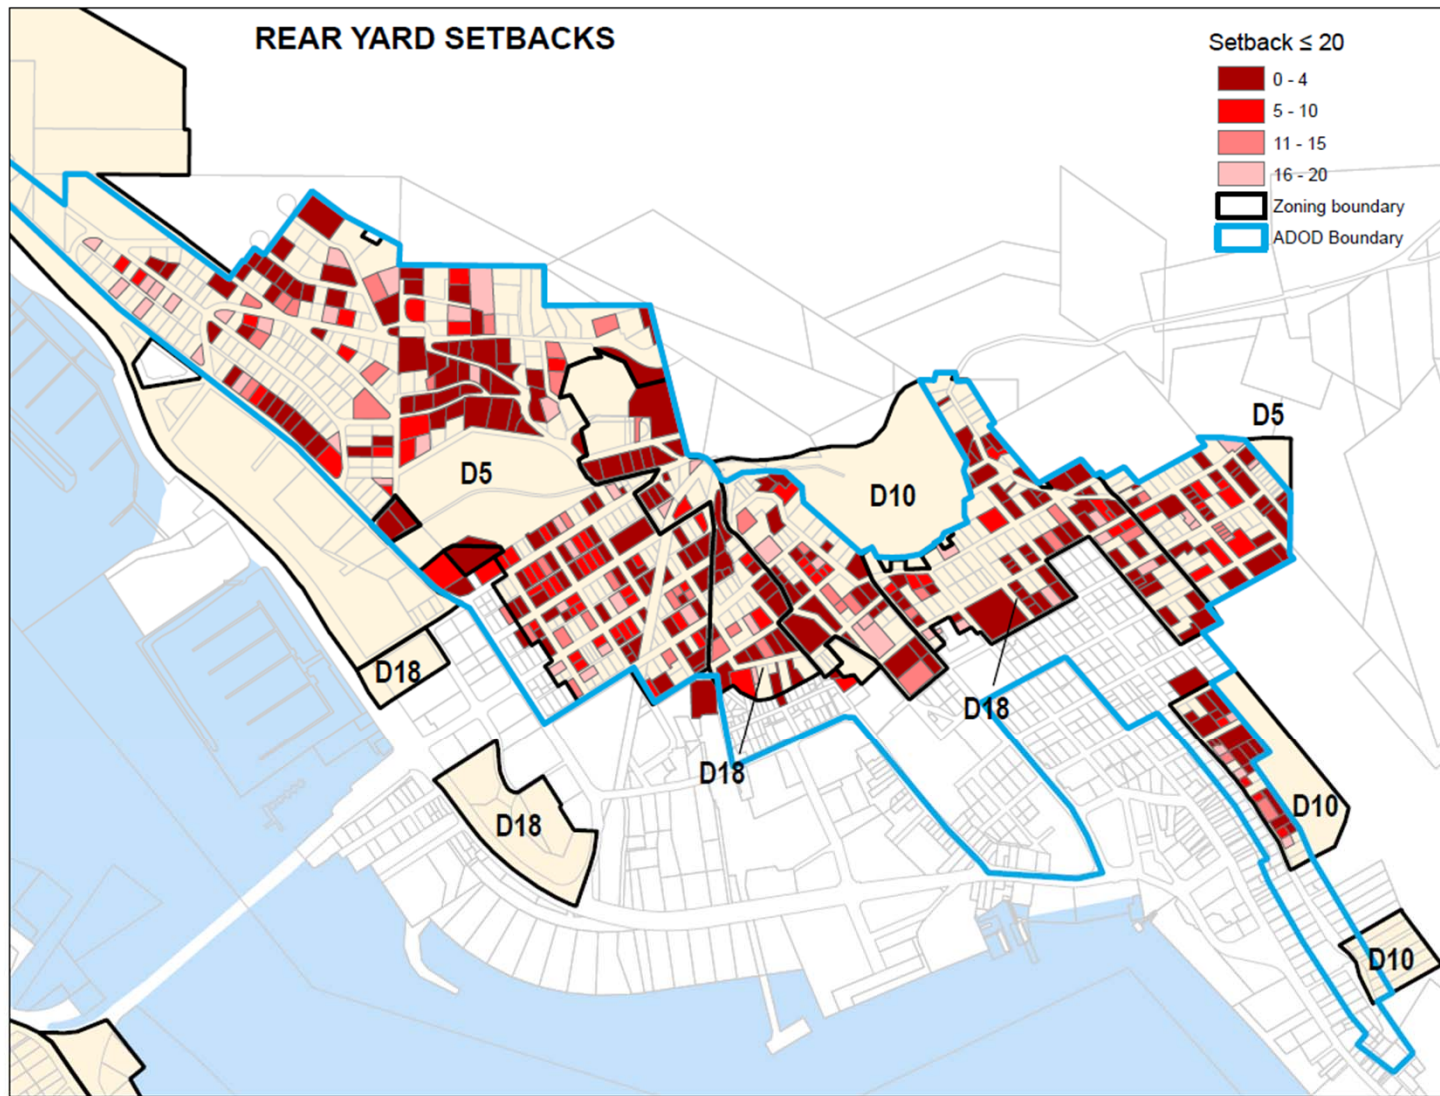 REAR YARD SETBACKS
Setback ≤ 20
0 - 4
5 - 10
11 - 15
16 - 20
Zoning boundary
ADOD Boundary
D5
D5
D10
D18
D18
D18
D10
D18
D10